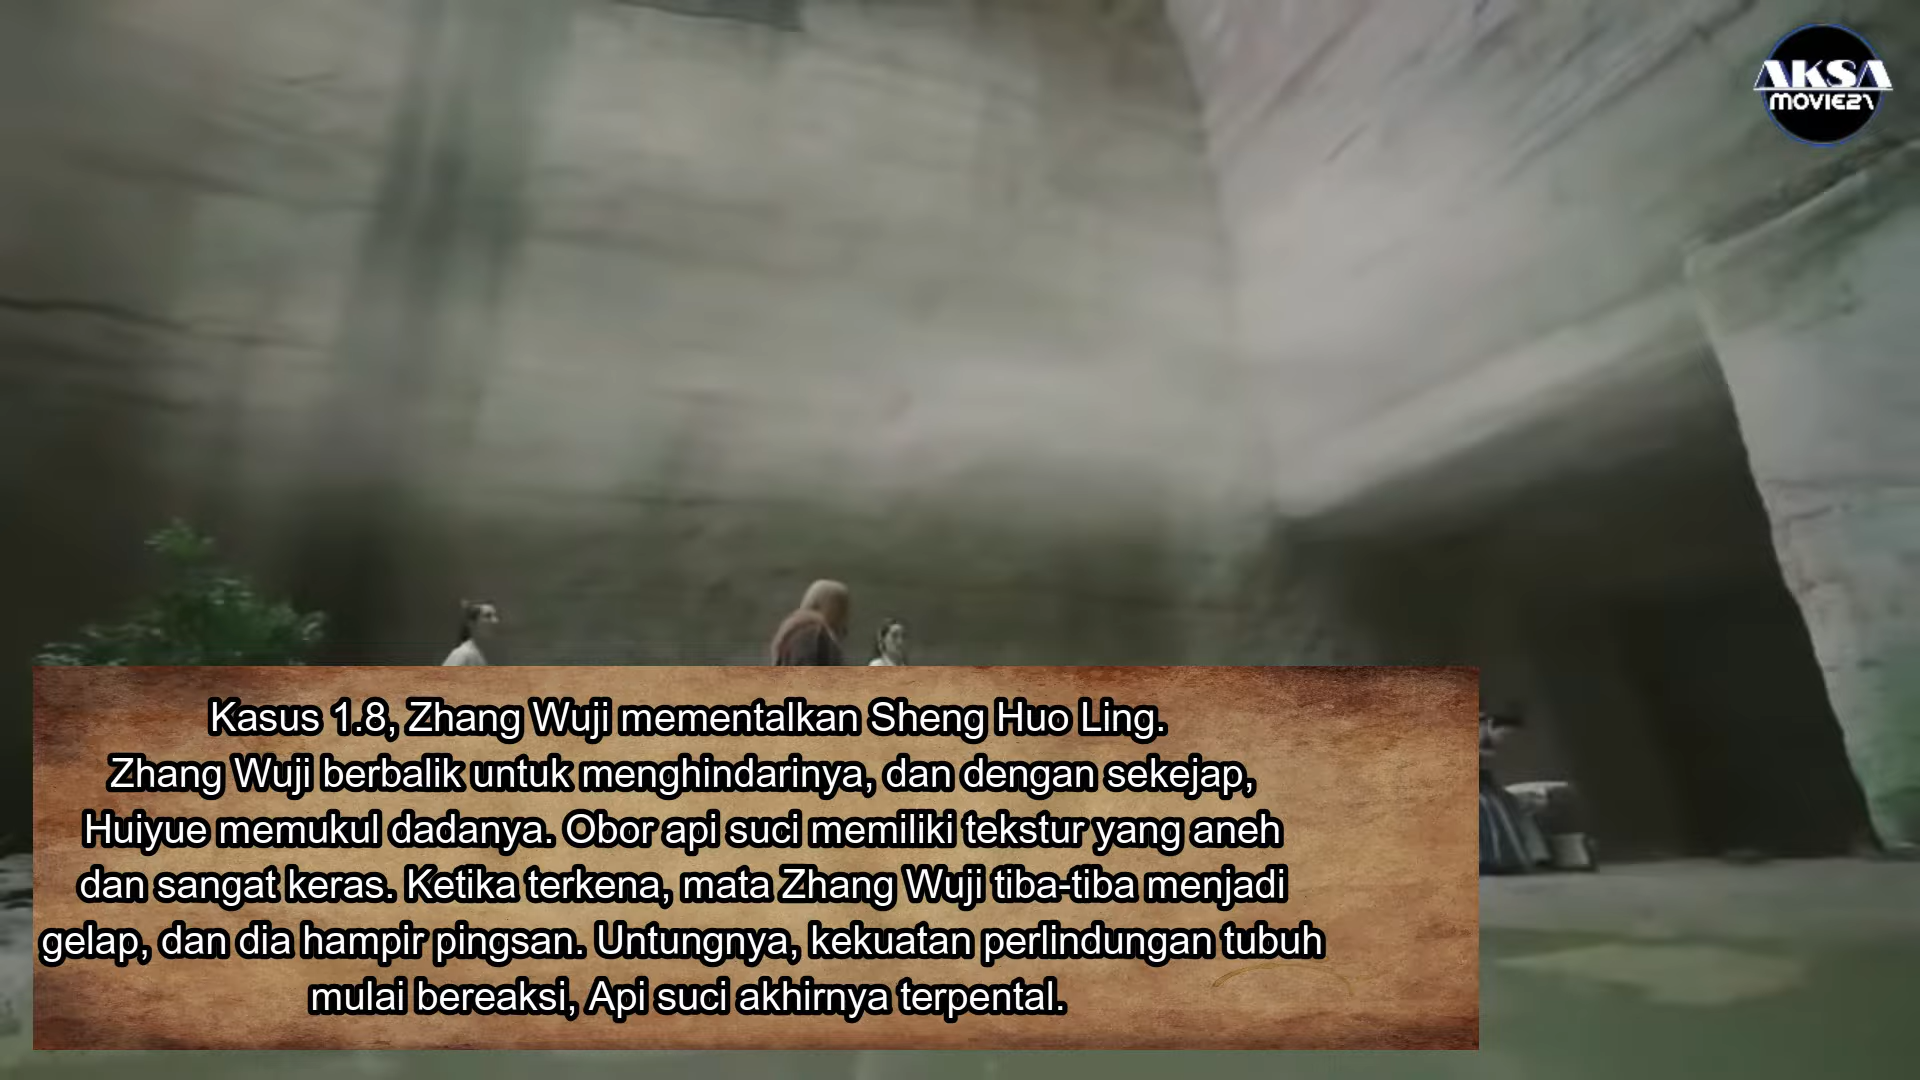 AKSA
MOVIE21
Kasus 1.8, Zhang Wuji mementalkan Sheng Huo Ling.
Zhang Wuji berbalik untuk menghindarinya, dan dengan sekejap,
Huiyue memukul dadanya. Obor api suci memiliki tekstur yang aneh
dan sangat keras. Ketika terkena, mata Zhang Wuji tiba-tiba menjadi
gelap, dan dia hampir pingsan. Untungnya, kekuatan perlindungan tubuh
mulai bereaksi, Api suci akhirnya terpental.